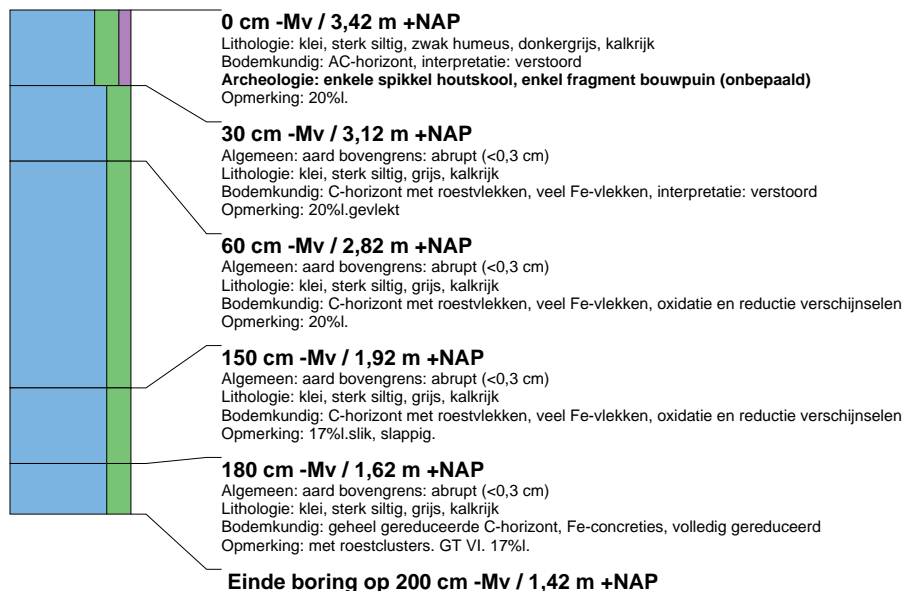 0 cm -Mv / 3,42 m +NAP
Lithologie: klei, sterk siltig, zwak humeus, donkergrijs, kalkrijk
Bodemkundig: AC-horizont, interpretatie: verstoord
Archeologie: enkele spikkel houtskool, enkel fragment bouwpuin (onbepaald)
Opmerking: 20%l.
30 cm -Mv / 3,12 m +NAP
Algemeen: aard bovengrens: abrupt (<0,3 cm)
Lithologie: klei, sterk siltig, grijs, kalkrijk
Bodemkundig: C-horizont met roestvlekken, veel Fe-vlekken, interpretatie: verstoord
Opmerking: 20%l.gevlekt
60 cm -Mv / 2,82 m +NAP
Algemeen: aard bovengrens: abrupt (<0,3 cm)
Lithologie: klei, sterk siltig, grijs, kalkrijk
Bodemkundig: C-horizont met roestvlekken, veel Fe-vlekken, oxidatie en reductie verschijnselen
Opmerking: 20%l.
150 cm -Mv / 1,92 m +NAP
Algemeen: aard bovengrens: abrupt (<0,3 cm)
Lithologie: klei, sterk siltig, grijs, kalkrijk
Bodemkundig: C-horizont met roestvlekken, veel Fe-vlekken, oxidatie en reductie verschijnselen
Opmerking: 17%l.slik, slappig.
180 cm -Mv / 1,62 m +NAP
Algemeen: aard bovengrens: abrupt (<0,3 cm)
Lithologie: klei, sterk siltig, grijs, kalkrijk
Bodemkundig: geheel gereduceerde C-horizont, Fe-concreties, volledig gereduceerd
Opmerking: met roestclusters. GT VI. 17%l.
Einde boring op 200 cm -Mv / 1,42 m +NAP